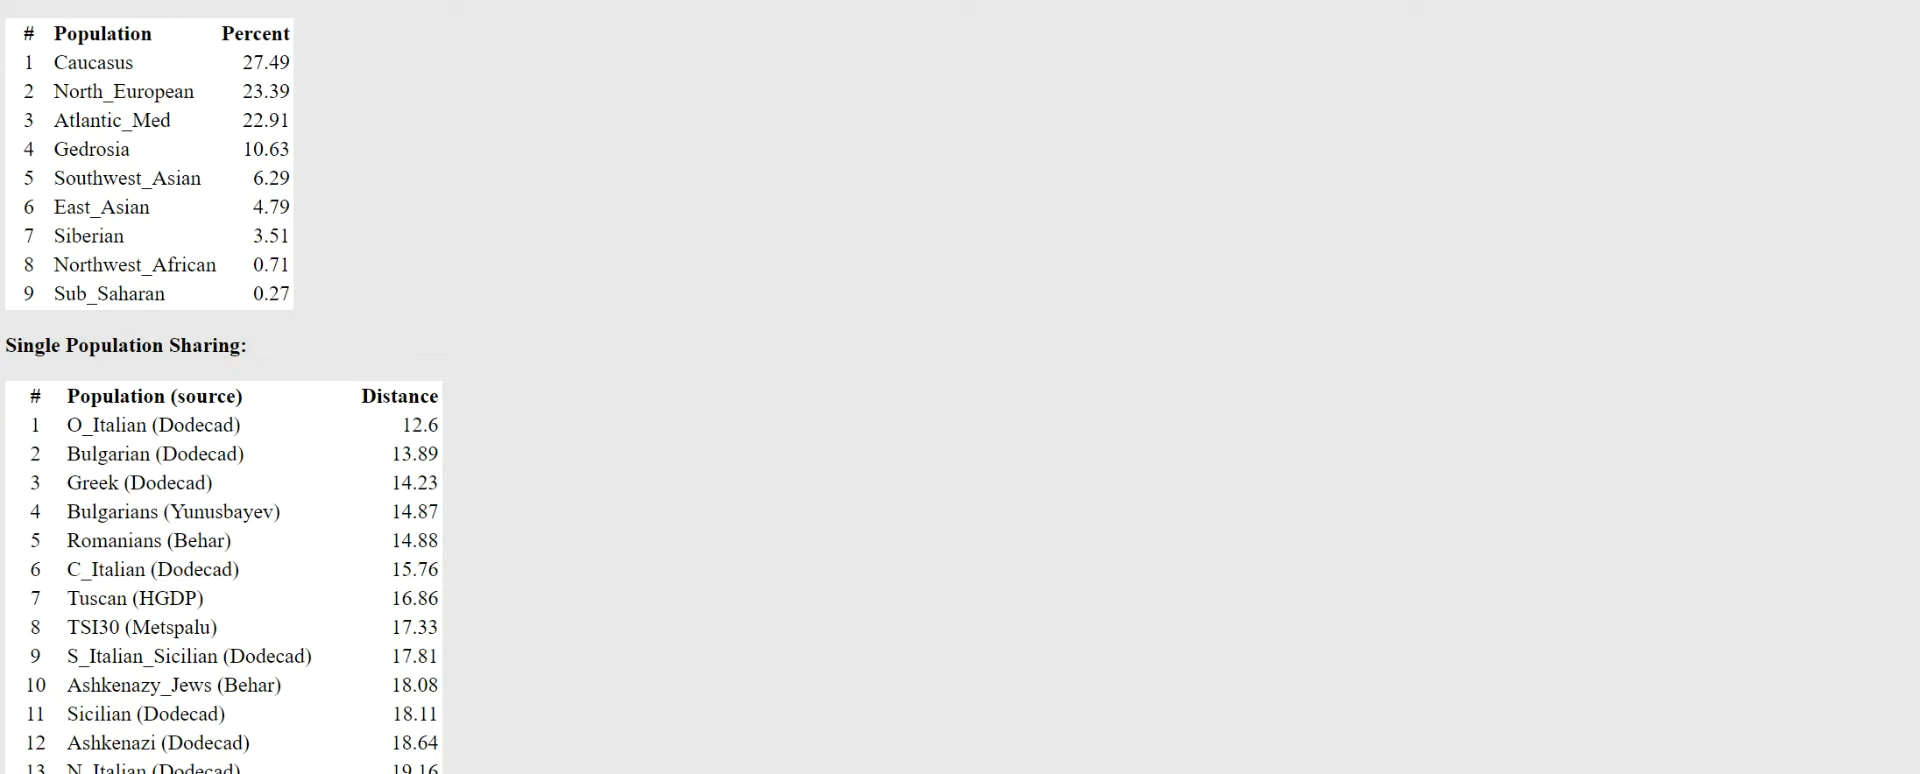 # Population Percent
1 Caucasus 27.49
2 North_European 23.39
3 Atlantic_Med 22.91
4 Gedrosia 10.63
5 Southwest_Asian 6.29
6 East_Asian 4.79
7 Siberian 3.51
8 Northwest_African 0.71
9 Sub_Saharan 0.27
Single Population Sharing:
# Population (source) Distance
1 O_Italian (Dodecad) 12.6
2 Bulgarian (Dodecad) 13.89
3 Greek (Dodecad) 14.23
4 Bulgarians (Yunusbayev) 14.87
5 Romanians (Behar) 14.88
6 C_Italian (Dodecad) 15.76
7 Tuscan (HGDP) 16.86
8 TSI30 (Metspalu) 17.33
9 S_Italian_Sicilian (Dodecad) 17.81
10 Ashkenazy_Jews (Behar) 18.08
11 Sicilian (Dodecad) 18.11
12 Ashkenazi (Dodecad) 18.64
13 N_Italian (Dodecad) 19.16